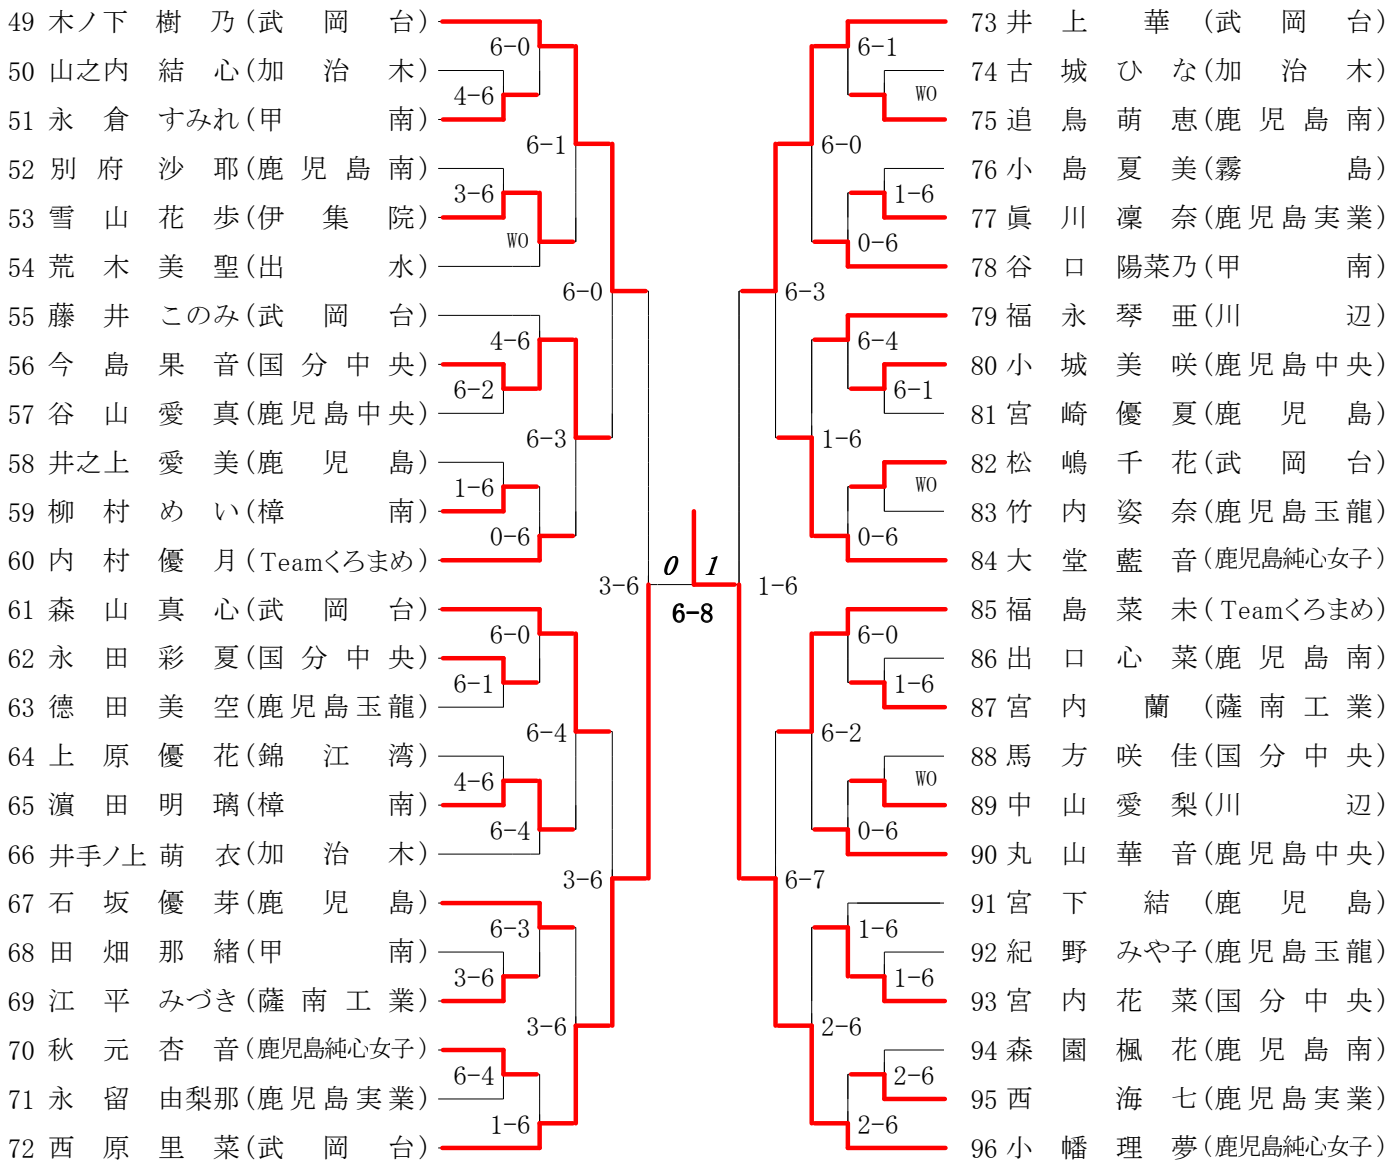 49 木ノ下 樹 乃 (武 岡 台)
6-0
50 山之内 結 心 (加 治 木)
4-6
51 永 倉 すみれ (甲 南)
6-1
52 別 府 沙 耶 (鹿 児 島 南)
3-6
53 雪 山 花 歩 (伊 集 院)
WO
54 荒 木 美 聖 (出 水)
6-0
55 藤 井 このみ (武 岡 台)
4-6
56 今 島 果 音 (国 分 中 央)
6-2
57 谷 山 愛 真 (鹿児島中央)
6-3
58 井之上 愛 美 (鹿 児 島)
1-6
59 柳 村 め い (樟 南)
0-6
60 内 村 優 月 (Teamくろまめ)
3-6
61 森 山 真 心 (武 岡 台)
6-0
62 永 田 彩 夏 (国 分 中 央)
6-1
63 德 田 美 空 (鹿児島玉龍)
6-4
64 上 原 優 花 (錦 江 湾)
4-6
65 濵 田 明 璃 (樟 南)
6-4
66 井手ノ上 萌 衣 (加 治 木)
3-6
67 石 坂 優 芽 (鹿 児 島)
6-3
68 田 畑 那 緒 (甲 南)
3-6
69 江 平 みづき (薩 南 工 業)
3-6
70 秋 元 杏 音 (鹿児島純心女子)
6-4
71 永 留 由梨那 (鹿児島実業)
1-6
72 西 原 里 菜 (武 岡 台)
0 1
6-8
73 井 上 華 (武 岡 台)
6-1
74 古 城 ひ な (加 治 木)
WO
75 追 鳥 萌 恵 (鹿 児 島 南)
6-0
76 小 島 夏 美 (霧 島)
1-6
77 眞 川 凜 奈 (鹿児島実業)
0-6
78 谷 口 陽菜乃 (甲 南)
6-3
79 福 永 琴 亜 (川 辺)
6-4
80 小 城 美 咲 (鹿児島中央)
6-1
81 宮 崎 優 夏 (鹿 児 島)
1-6
82 松 嶋 千 花 (武 岡 台)
WO
83 竹 内 姿 奈 (鹿児島玉龍)
0-6
84 大 堂 藍 音 (鹿児島純心女子)
1-6
85 福 島 菜 未 (Teamくろまめ)
6-0
86 出 口 心 菜 (鹿 児 島 南)
1-6
87 宮 内 蘭 (薩 南 工 業)
6-2
88 馬 方 咲 佳 (国 分 中 央)
WO
89 中 山 愛 梨 (川 辺)
0-6
90 丸 山 華 音 (鹿児島中央)
6-7
91 宮 下 結 (鹿 児 島)
1-6
92 紀 野 みや子 (鹿児島玉龍)
1-6
93 宮 内 花 菜 (国 分 中 央)
2-6
94 森 園 楓 花 (鹿 児 島 南)
2-6
95 西 海 七 (鹿児島実業)
2-6
96 小 幡 理 夢 (鹿児島純心女子)